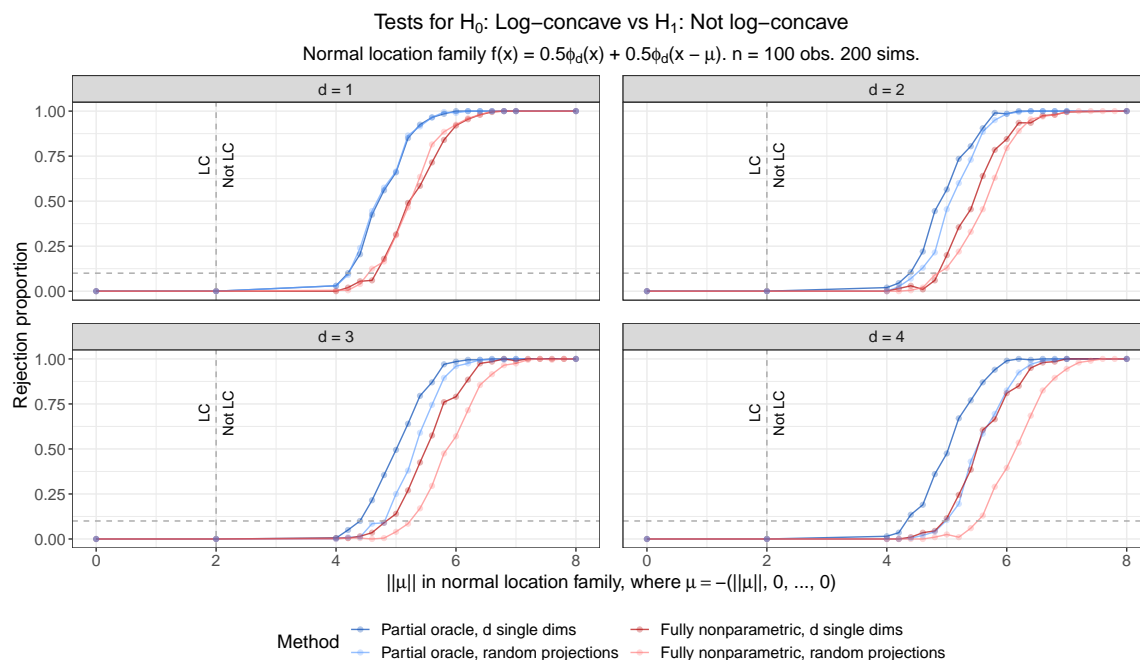 Tests for H₀: Log−concave vs H₁: Not log−concave
Normal location family f(x) = 0.5ϕd(x) + 0.5ϕd(x − μ). n = 100 obs. 200 sims.
d = 1
d = 2
1.00
0.75
0.50
0.25
0.00
LC
Not LC
LC
Not LC
d = 3
d = 4
1.00
0.75
0.50
0.25
0.00
LC
Not LC
LC
Not LC
0 2 4 6 8 0 2 4 6 8
Rejection proportion
||μ|| in normal location family, where μ = −(||μ||, 0, ..., 0)
Method
Partial oracle, d single dims
Partial oracle, random projections
Fully nonparametric, d single dims
Fully nonparametric, random projections